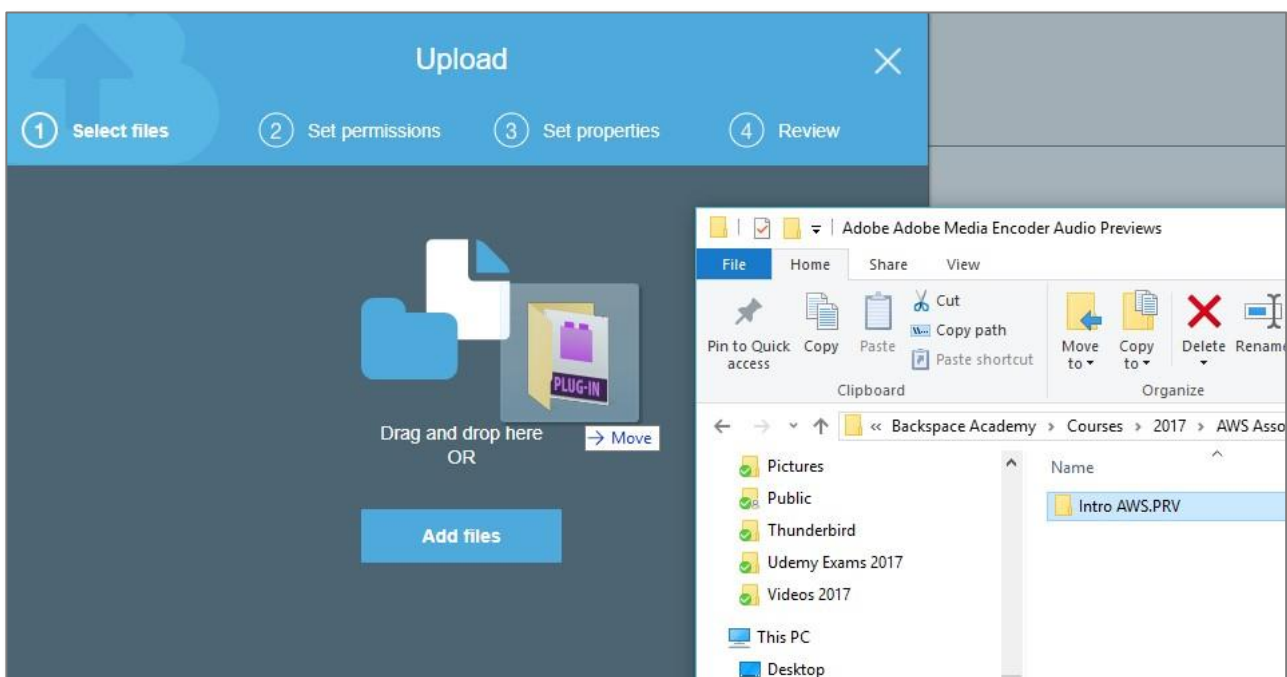 Upload
1 Select files 2 Set permissions 3 Set properties 4 Review
PLUG-IN
Drag and drop here
→ Move
OR
Add files
Adobe Adobe Media Encoder Audio Previews
File Home Share View
Pin to Quick access
Copy
Paste
Cut
Copy path
Paste shortcut
Clipboard
Move to
Copy to
Delete
Rename
Organize
« Backspace Academy > Courses > 2017 > AWS Asso
Pictures
Public
Thunderbird
Udemy Exams 2017
Videos 2017
This PC
Desktop
Name
Intro AWS.PRV